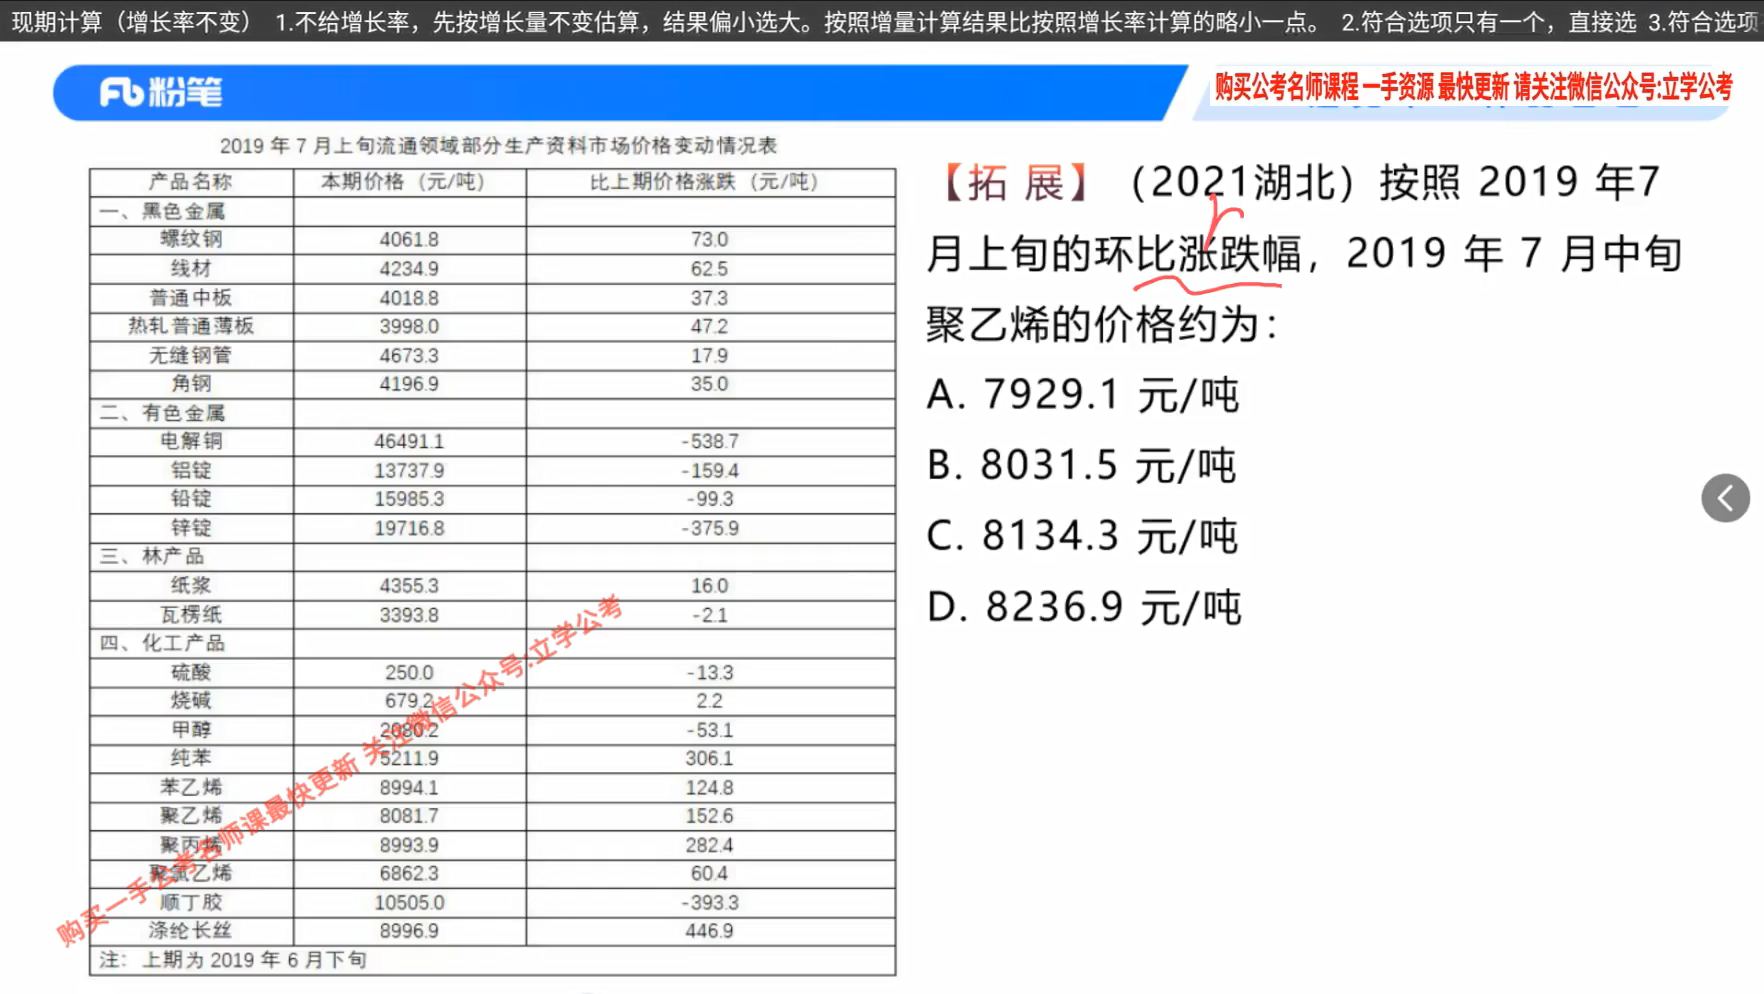 现期计算（增长率不变） 1.不给增长率，先按增长量不变估算，结果偏小选大。按照增量计算结果比按照增长率计算的略小一点。 2.符合选项只有一个，直接选 3.符合选项
粉笔
购买公考名师课程 一手资源 最快更新 请关注微信公众号:立学公考
2019 年 7 月上旬流通领域部分生产资料市场价格变动情况表
产品名称 本期价格（元/吨） 比上期价格涨跌（元/吨）
一、黑色金属
螺纹钢 4061.8 73.0
线材 4234.9 62.5
普通中板 4018.8 37.3
热轧普通薄板 3998.0 47.2
无缝钢管 4673.3 17.9
角钢 4196.9 35.0
二、有色金属
电解铜 46491.1 -538.7
铝锭 13737.9 -159.4
铅锭 15985.3 -99.3
锌锭 19716.8 -375.9
三、林产品
纸浆 4355.3 16.0
瓦楞纸 3393.8 -2.1
四、化工产品
硫酸 250.0 -13.3
烧碱 679.2 2.2
甲醇 2080.2 -53.1
纯苯 5211.9 306.1
苯乙烯 8994.1 124.8
聚乙烯 8081.7 152.6
聚丙烯 8993.9 282.4
聚氯乙烯 6862.3 60.4
顺丁胶 10505.0 -393.3
涤纶长丝 8996.9 446.9
注：上期为 2019 年 6 月下旬
购买一手公考名师课最快更新 关注微信公众号:立学公考
【拓 展】（2021湖北）按照 2019 年7
r
月上旬的环比涨跌幅，2019 年 7 月中旬
聚乙烯的价格约为：
A. 7929.1 元/吨
B. 8031.5 元/吨
C. 8134.3 元/吨
D. 8236.9 元/吨